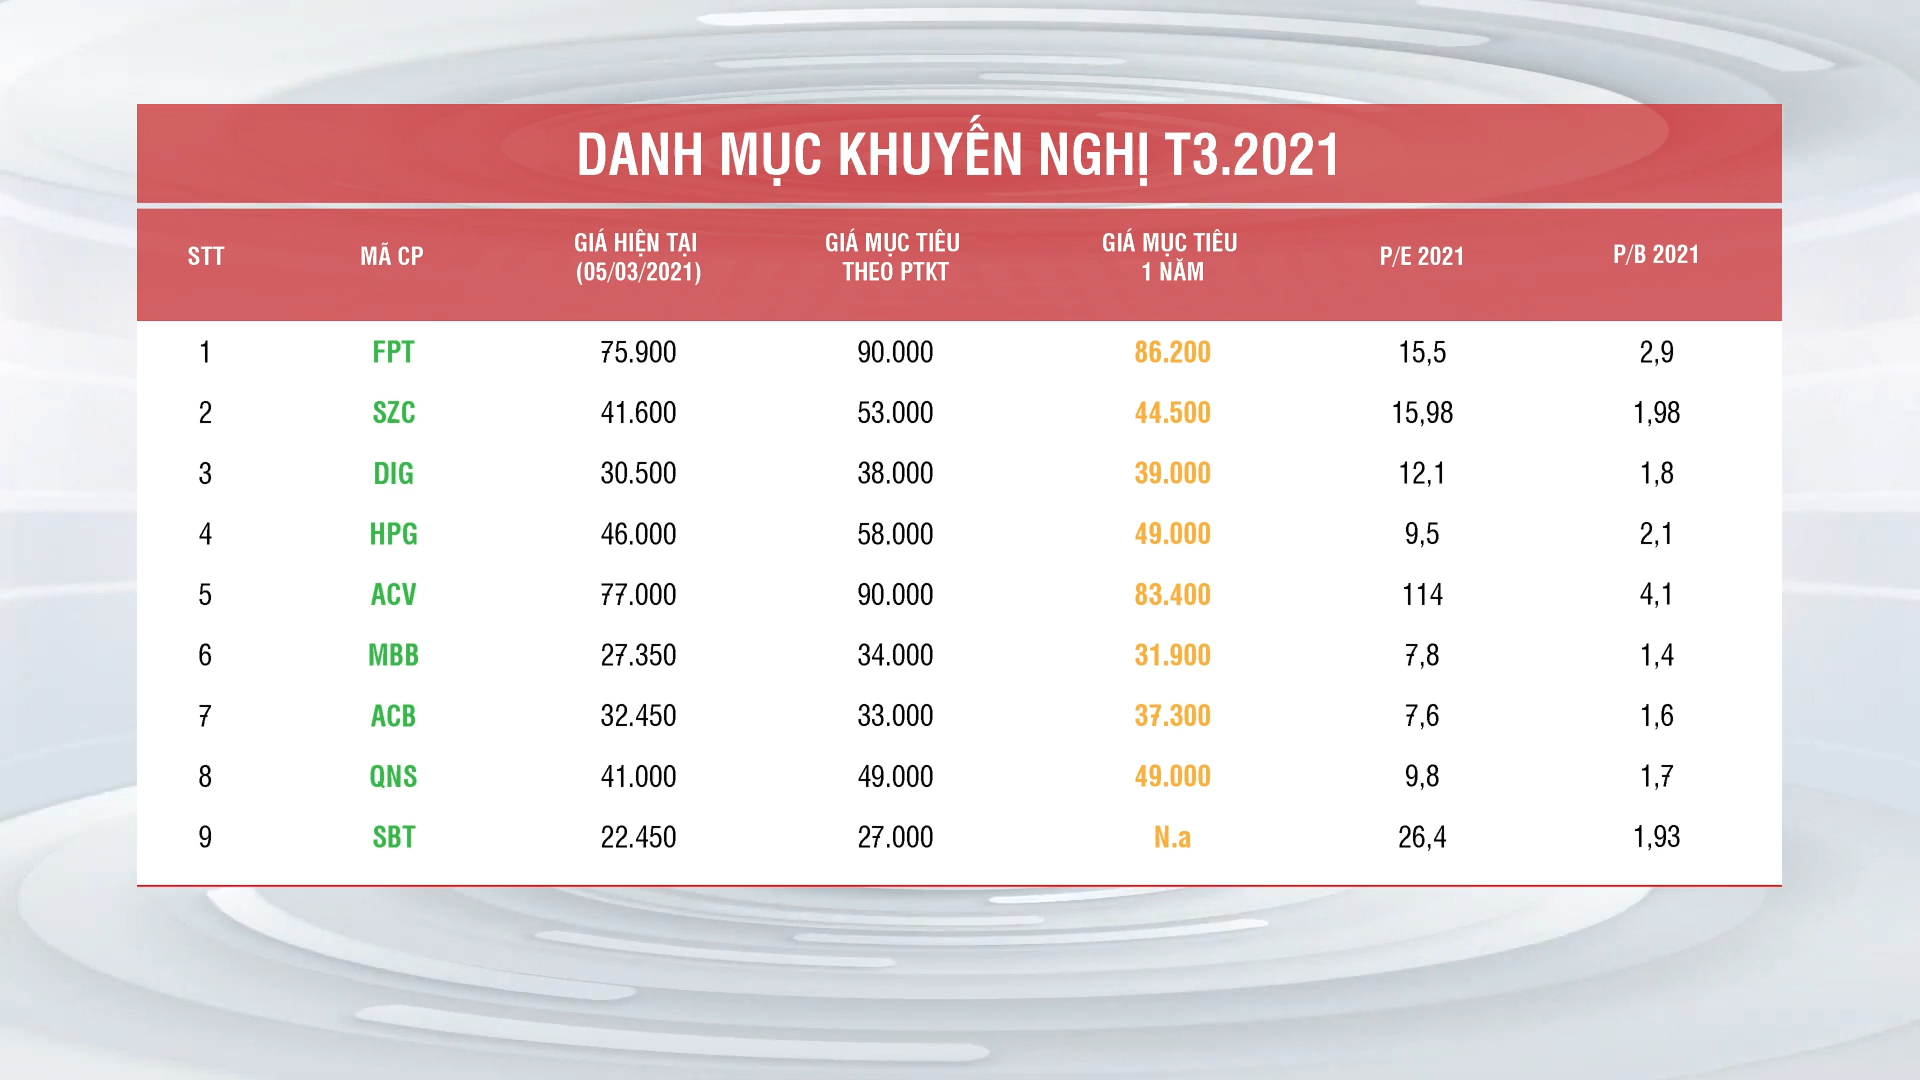 DANH MỤC KHUYẾN NGHỊ T3.2021
STT MÃ CP GIÁ HIỆN TẠI (05/03/2021) GIÁ MỤC TIÊU THEO PTKT GIÁ MỤC TIÊU 1 NĂM P/E 2021 P/B 2021
1 FPT 75.900 90.000 86.200 15,5 2,9
2 SZC 41.600 53.000 44.500 15,98 1,98
3 DIG 30.500 38.000 39.000 12,1 1,8
4 HPG 46.000 58.000 49.000 9,5 2,1
5 ACV 77.000 90.000 83.400 114 4,1
6 MBB 27.350 34.000 31.900 7,8 1,4
7 ACB 32.450 33.000 37.300 7,6 1,6
8 QNS 41.000 49.000 49.000 9,8 1,7
9 SBT 22.450 27.000 N.a 26,4 1,93